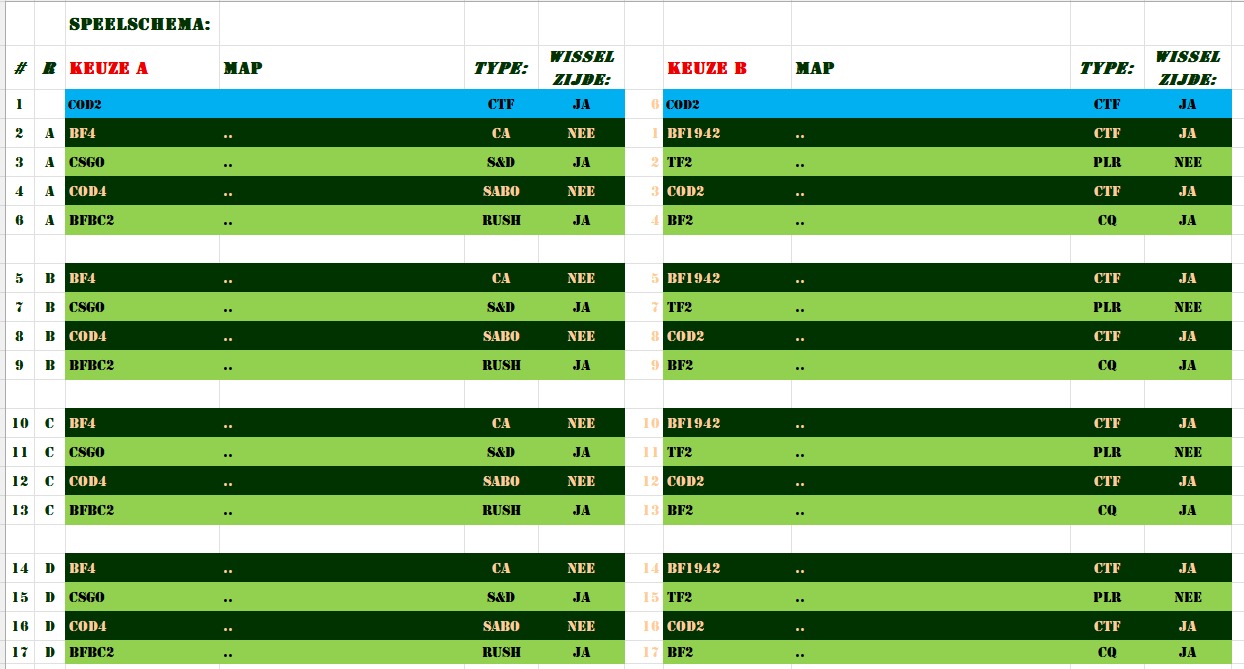 SPEELSCHEMA:
# R KEUZE A MAP TYPE: WISSEL ZIJDE: KEUZE B MAP TYPE: WISSEL ZIJDE:
1 COD2 CTF JA 6 COD2 CTF JA
2 A BF4 .. CA NEE 1 BF1942 .. CTF JA
3 A CSGO .. S&D JA 2 TF2 .. PLR NEE
4 A COD4 .. SABO NEE 3 COD2 .. CTF JA
6 A BFBC2 .. RUSH JA 4 BF2 .. CQ JA
5 B BF4 .. CA NEE 5 BF1942 .. CTF JA
7 B CSGO .. S&D JA 7 TF2 .. PLR NEE
8 B COD4 .. SABO NEE 8 COD2 .. CTF JA
9 B BFBC2 .. RUSH JA 9 BF2 .. CQ JA
10 C BF4 .. CA NEE 10 BF1942 .. CTF JA
11 C CSGO .. S&D JA 11 TF2 .. PLR NEE
12 C COD4 .. SABO NEE 12 COD2 .. CTF JA
13 C BFBC2 .. RUSH JA 13 BF2 .. CQ JA
14 D BF4 .. CA NEE 14 BF1942 .. CTF JA
15 D CSGO .. S&D JA 15 TF2 .. PLR NEE
16 D COD4 .. SABO NEE 16 COD2 .. CTF JA
17 D BFBC2 .. RUSH JA 17 BF2 .. CQ JA